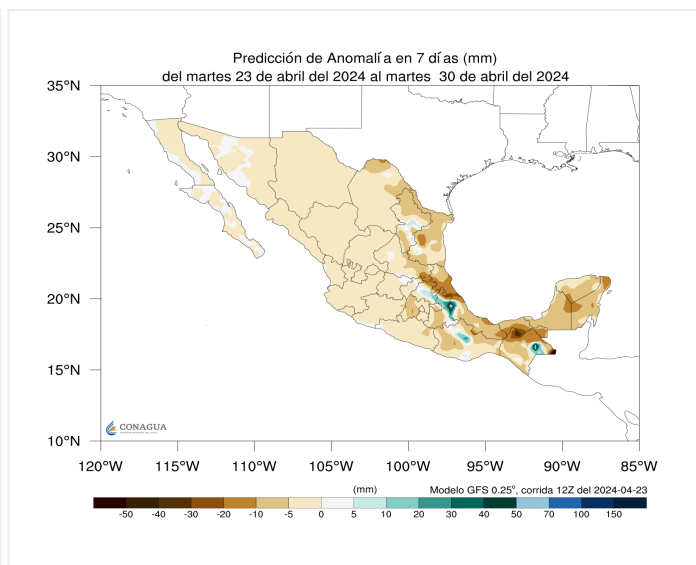 Predicción de Anomalía en 7 días (mm)
del martes 23 de abril del 2024 al martes 30 de abril del 2024
35°N
30°N
25°N
20°N
15°N
10°N
CONAGUA
120°W 115°W 110°W 105°W 100°W 95°W 90°W 85°W
(mm) Modelo GFS 0.25°, corrida 12Z del 2024-04-23
-50 -40 -30 -20 -10 -5 0 5 10 20 30 40 50 70 100 150